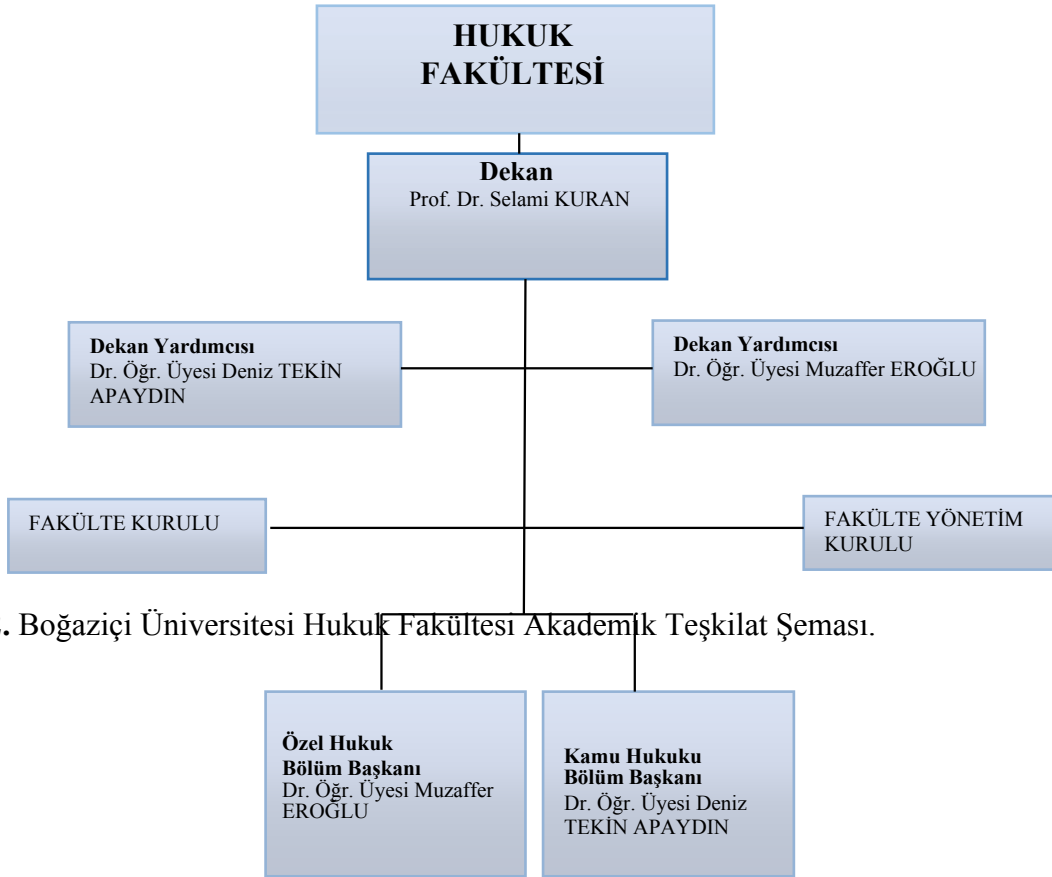 HUKUK
FAKÜLTESİ
Dekan
Prof. Dr. Selami KURAN
Dekan Yardımcısı
Dr. Öğr. Üyesi Deniz TEKİN
APAYDIN
Dekan Yardımcısı
Dr. Öğr. Üyesi Muzaffer EROĞLU
FAKÜLTE KURULU
FAKÜLTE YÖNETİM
KURULU
. Boğaziçi Üniversitesi Hukuk Fakültesi Akademik Teşkilat Şeması.
Özel Hukuk
Bölüm Başkanı
Dr. Öğr. Üyesi Muzaffer
EROĞLU
Kamu Hukuku
Bölüm Başkanı
Dr. Öğr. Üyesi Deniz
TEKİN APAYDIN